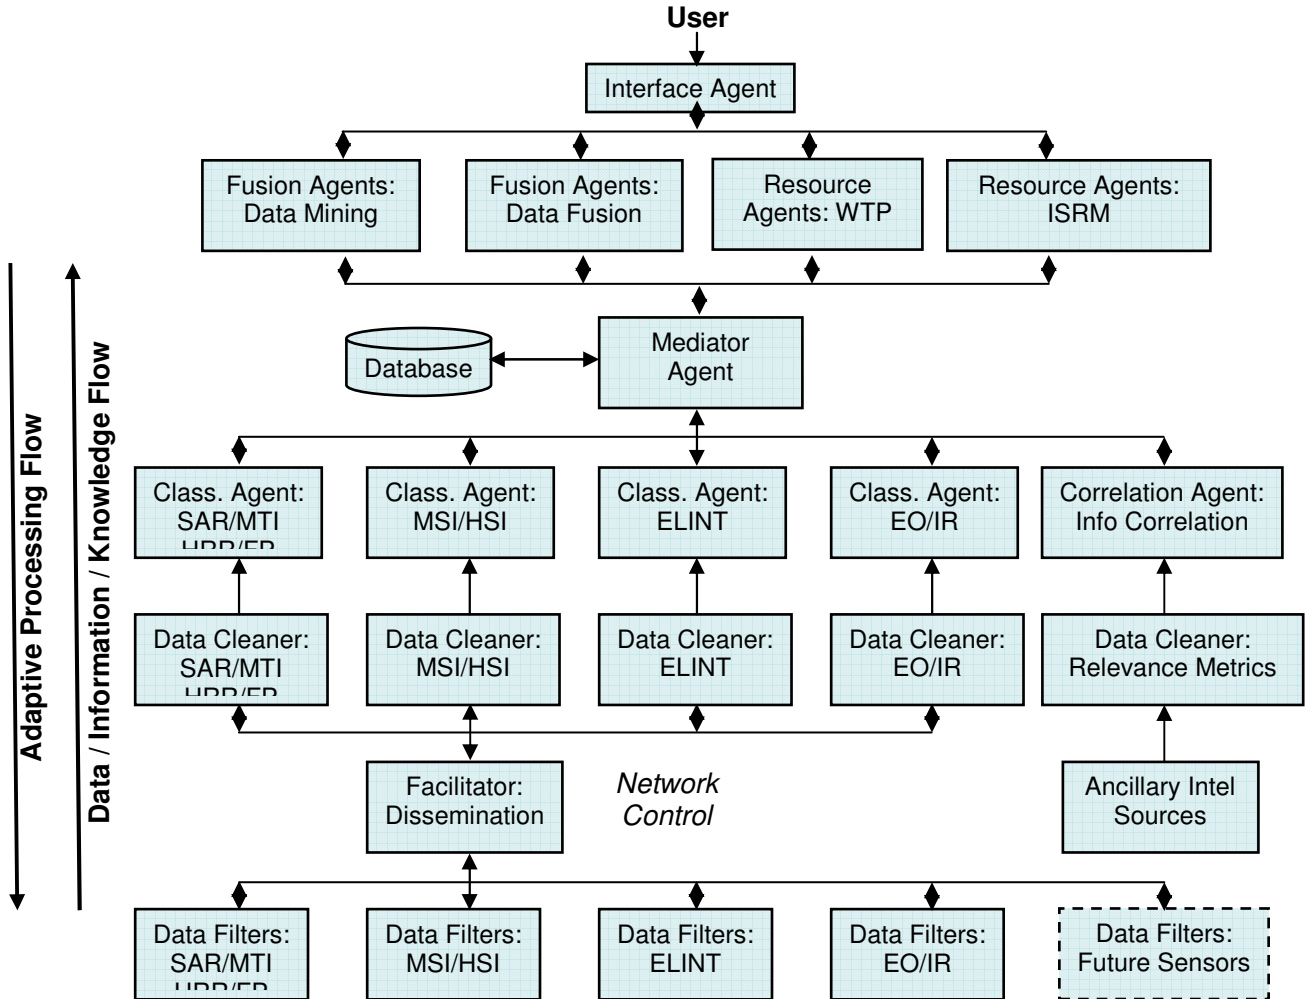 User
Interface Agent
Fusion Agents:
Data Mining
Fusion Agents:
Data Fusion
Resource
Agents: WTP
Resource Agents:
ISRM
Adaptive Processing Flow
Data / Information / Knowledge Flow
Database
Mediator
Agent
Class. Agent:
SAR/MTI
Class. Agent:
MSI/HSI
Class. Agent:
ELINT
Class. Agent:
EO/IR
Correlation Agent:
Info Correlation
Data Cleaner:
SAR/MTI
Data Cleaner:
MSI/HSI
Data Cleaner:
ELINT
Data Cleaner:
EO/IR
Data Cleaner:
Relevance Metrics
Facilitator:
Dissemination
Network
Control
Ancillary Intel
Sources
Data Filters:
SAR/MTI
Data Filters:
MSI/HSI
Data Filters:
ELINT
Data Filters:
EO/IR
Data Filters:
Future Sensors